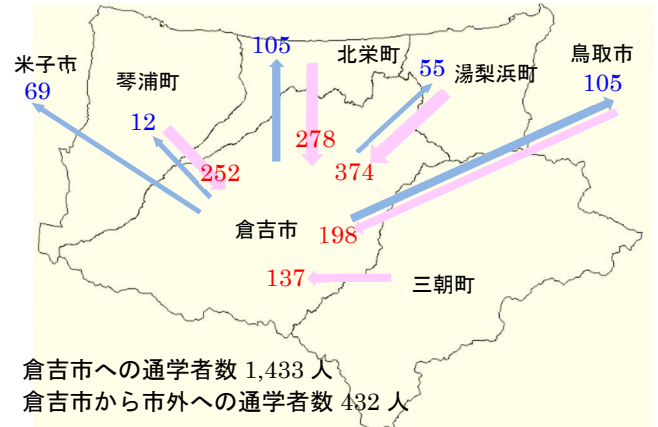 105
北栄町
鳥取市
米子市
琴浦町
55
湯梨浜町
105
69
12
278
252
374
倉吉市
198
137
三朝町
倉吉市への通学者数 1,433 人
倉吉市から市外への通学者数 432 人